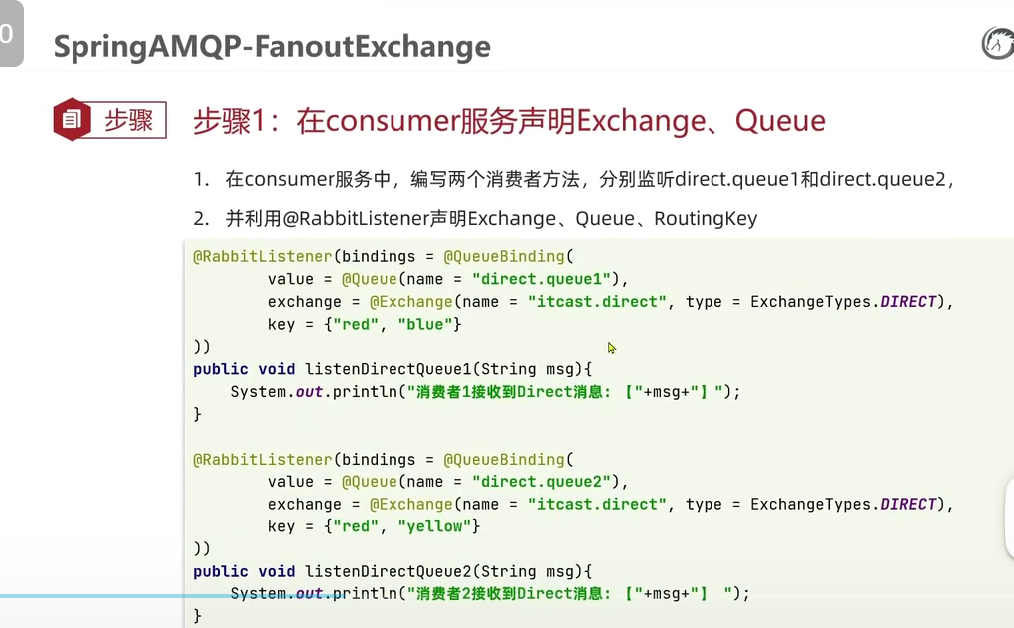 0
SpringAMQP-FanoutExchange
步骤
步骤1：在consumer服务声明Exchange、Queue
1. 在consumer服务中，编写两个消费者方法，分别监听direct.queue1和direct.queue2，
2. 并利用@RabbitListener声明Exchange、Queue、RoutingKey
@RabbitListener(bindings = @QueueBinding(
value = @Queue(name = "direct.queue1"),
exchange = @Exchange(name = "itcast.direct", type = ExchangeTypes.DIRECT),
key = {"red", "blue"}
))
public void listenDirectQueue1(String msg){
System.out.println("消费者1接收到Direct消息：【"+msg+"】");
}
@RabbitListener(bindings = @QueueBinding(
value = @Queue(name = "direct.queue2"),
exchange = @Exchange(name = "itcast.direct", type = ExchangeTypes.DIRECT),
key = {"red", "yellow"}
))
public void listenDirectQueue2(String msg){
System.out.println("消费者2接收到Direct消息：【"+msg+"】 ");
}